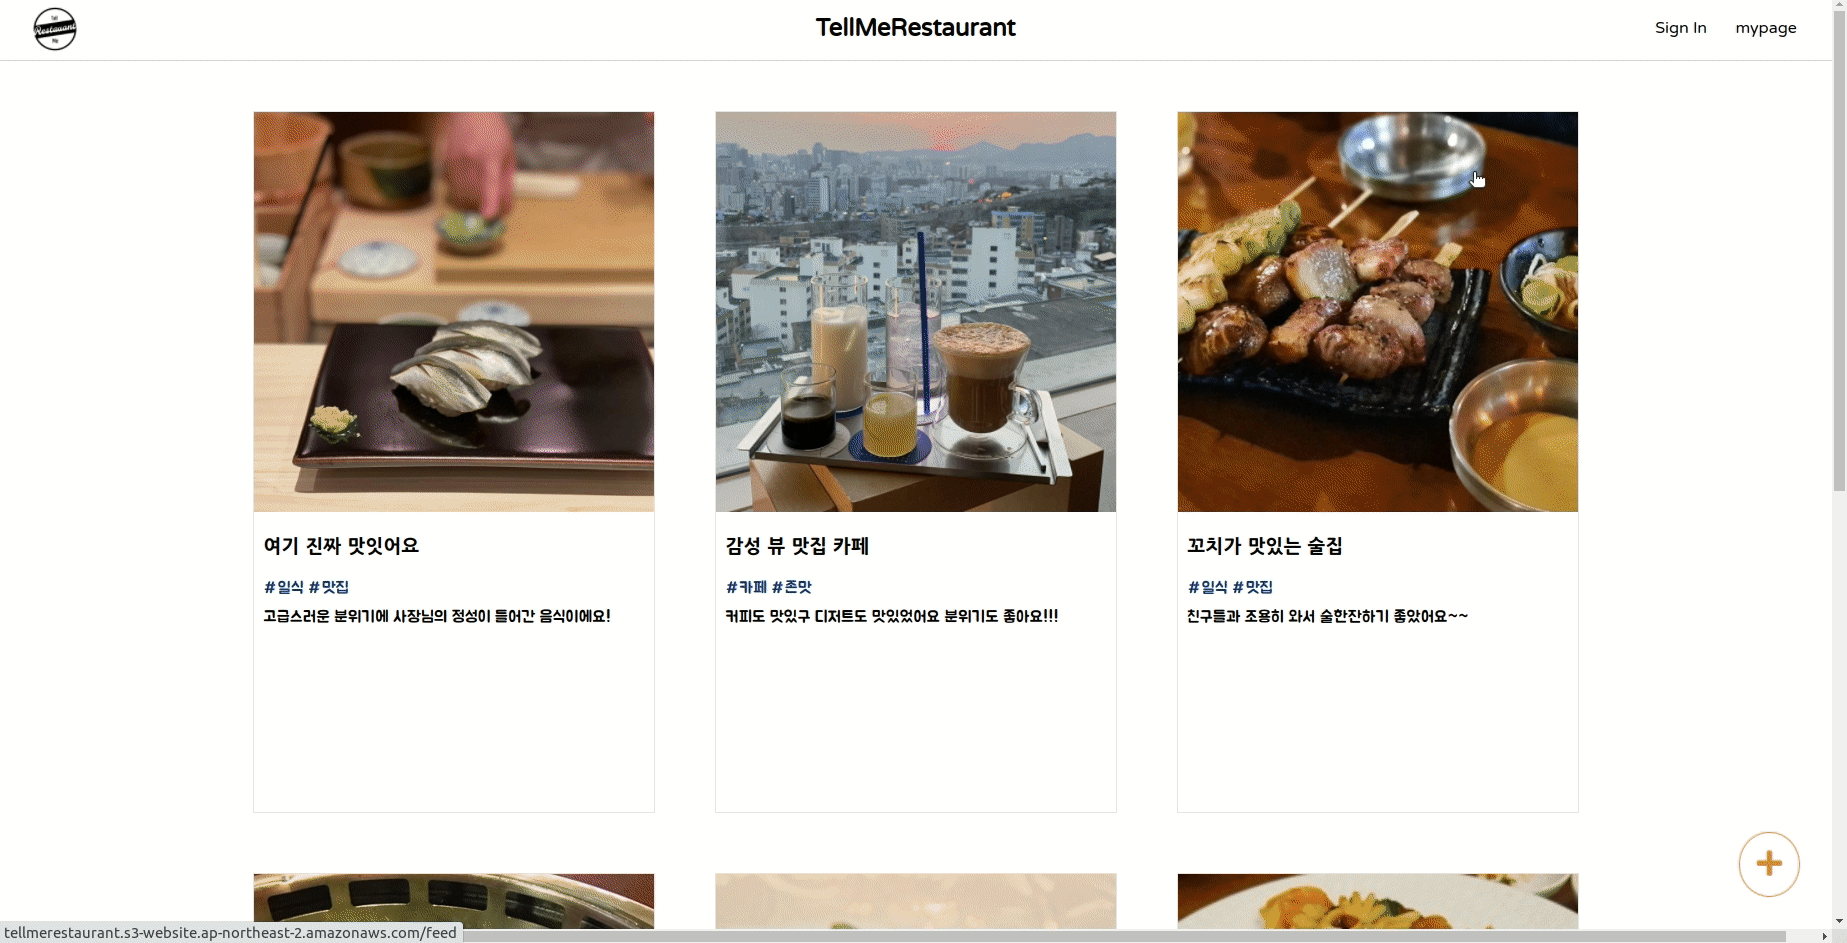 Tell
Restaurant
Me
TellMeRestaurant
Sign In
mypage
여기 진짜 맛잇어요
#일식 #맛집
고급스러운 분위기에 사장님의 정성이 들어간 음식이에요!
감성 뷰 맛집 카페
#카페 #존맛
커피도 맛있구 디저트도 맛있었어요 분위기도 좋아요!!!
꼬치가 맛있는 술집
#일식 #맛집
친구들과 조용히 와서 술한잔하기 좋았어요~~
tellmerestaurant.s3-website.ap-northeast-2.amazonaws.com/feed